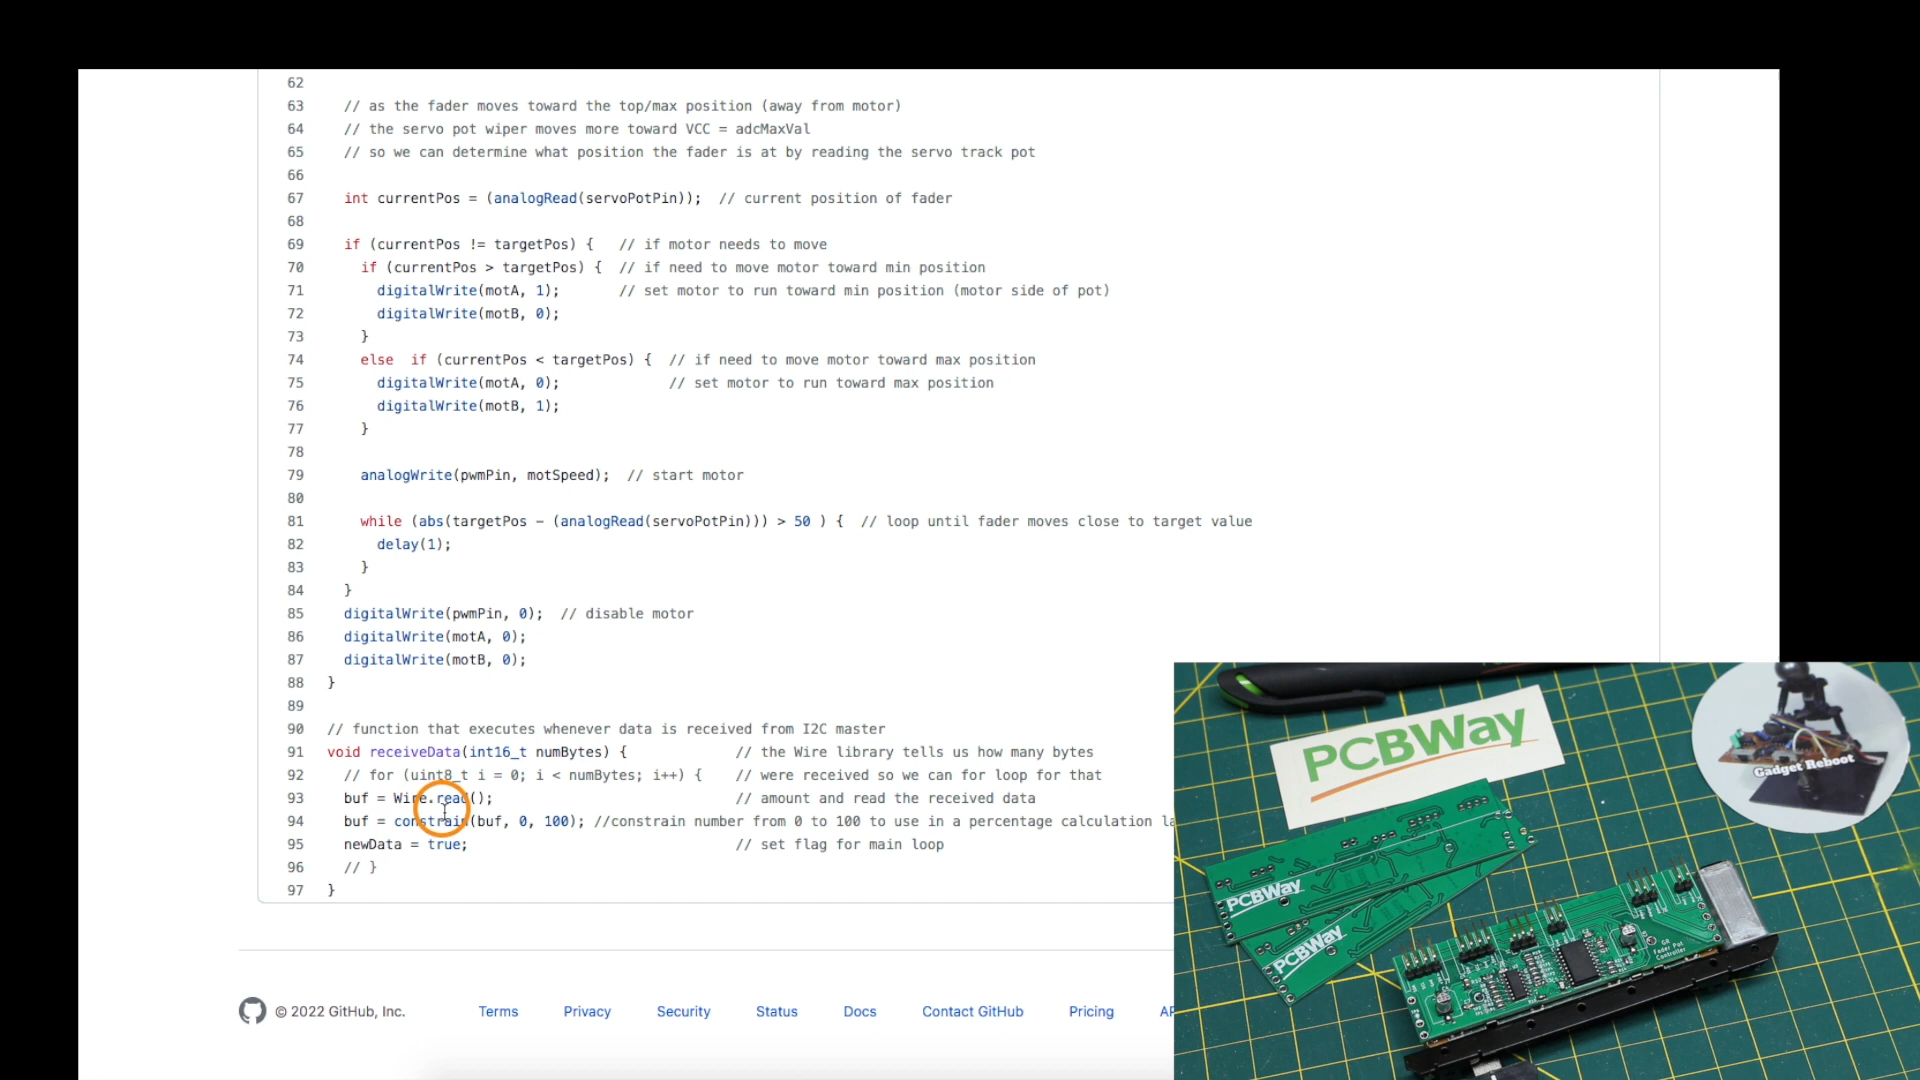 62
63 // as the fader moves toward the top/max position (away from motor)
64 // the servo pot wiper moves more toward VCC = adcMaxVal
65 // so we can determine what position the fader is at by reading the servo track pot
66
67 int currentPos = (analogRead(servoPotPin)); // current position of fader
68
69 if (currentPos != targetPos) { // if motor needs to move
70 if (currentPos > targetPos) { // if need to move motor toward min position
71 digitalWrite(motA, 1); // set motor to run toward min position (motor side of pot)
72 digitalWrite(motB, 0);
73 }
74 else if (currentPos < targetPos) { // if need to move motor toward max position
75 digitalWrite(motA, 0); // set motor to run toward max position
76 digitalWrite(motB, 1);
77 }
78
79 analogWrite(pwmPin, motSpeed); // start motor
80
81 while (abs(targetPos - (analogRead(servoPotPin))) > 50 ) { // loop until fader moves close to target value
82 delay(1);
83 }
84 }
85 digitalWrite(pwmPin, 0); // disable motor
86 digitalWrite(motA, 0);
87 digitalWrite(motB, 0);
88 }
89
90 // function that executes whenever data is received from I2C master
91 void receiveData(int16_t numBytes) { // the Wire library tells us how many bytes
92 // for (uint8_t i = 0; i < numBytes; i++) { // were received so we can for loop for that
93 buf = Wire.read(); // amount and read the received data
94 buf = constrain(buf, 0, 100); //constrain number from 0 to 100 to use in a percentage calculation la
95 newData = true; // set flag for main loop
96 // }
97 }
© 2022 GitHub, Inc. Terms Privacy Security Status Docs Contact GitHub Pricing AP
PCBWay
Gadget Reboot
PCBWay
PCBWay
GR
Fader Pot
Controller